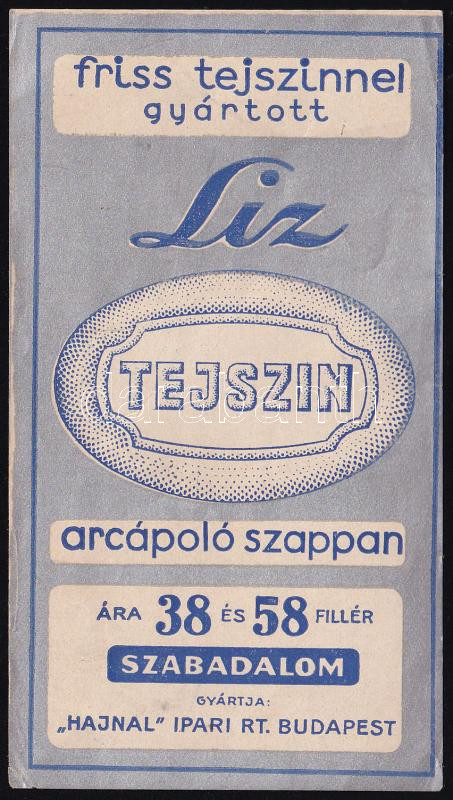 friss tejszinnel
gyártott
Liz
TEJSZIN
arcápoló szappan
ÁRA 38 ÉS 58 FILLÉR
SZABADALOM
GYÁRTJA:
„HAJNAL” IPARI RT. BUDAPEST